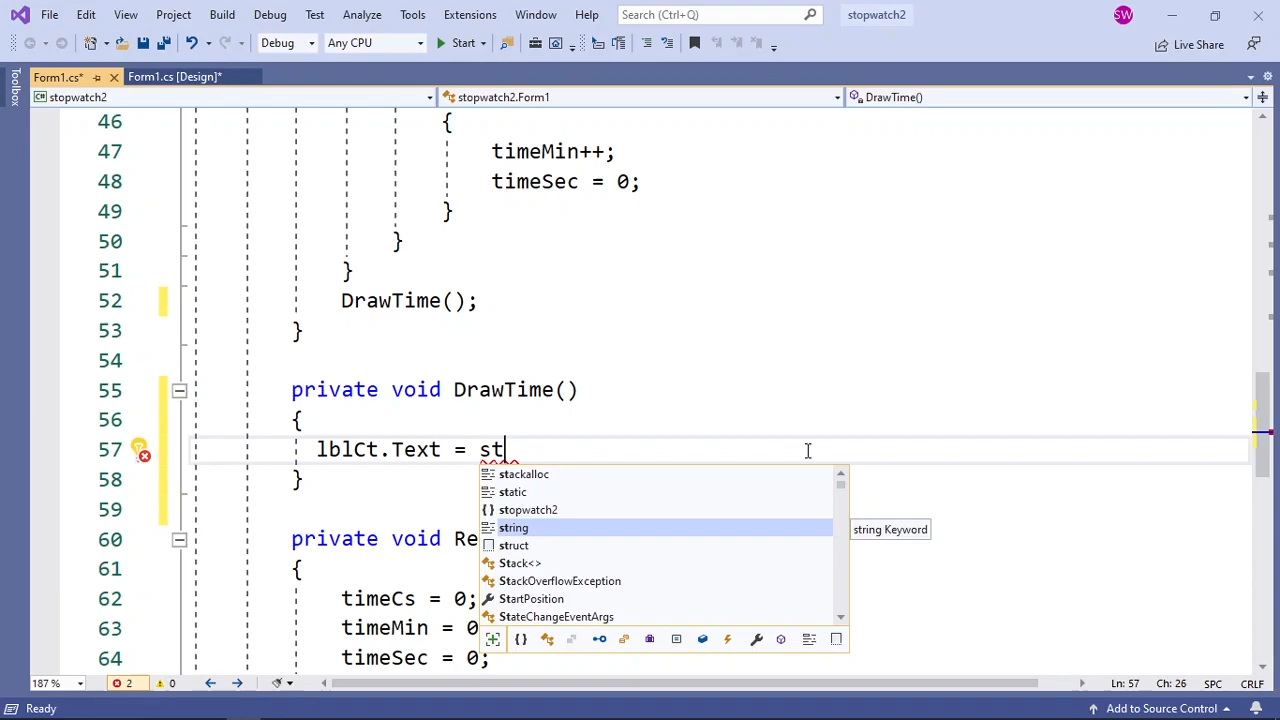 File Edit View Project Build Debug Test Analyze Tools Extensions Window Help Search (Ctrl+Q) stopwatch2 SW
Debug Any CPU Start Live Share
Toolbox
Form1.cs* Form1.cs [Design]*
stopwatch2 stopwatch2.Form1 DrawTime()
46 {
47 timeMin++;
48 timeSec = 0;
49 }
50 }
51 }
52 DrawTime();
53 }
54
55 private void DrawTime()
56 {
57 lblCt.Text = st
58 }
59
60 private void Re
61 {
62 timeCs = 0;
63 timeMin = 0
64 timeSec = 0;
stackalloc
static
stopwatch2
string
struct
Stack<>
StackOverflowException
StartPosition
StateChangeEventArgs
string Keyword
187 % 2 0 Ln: 57 Ch: 26 SPC CRLF
Ready Add to Source Control